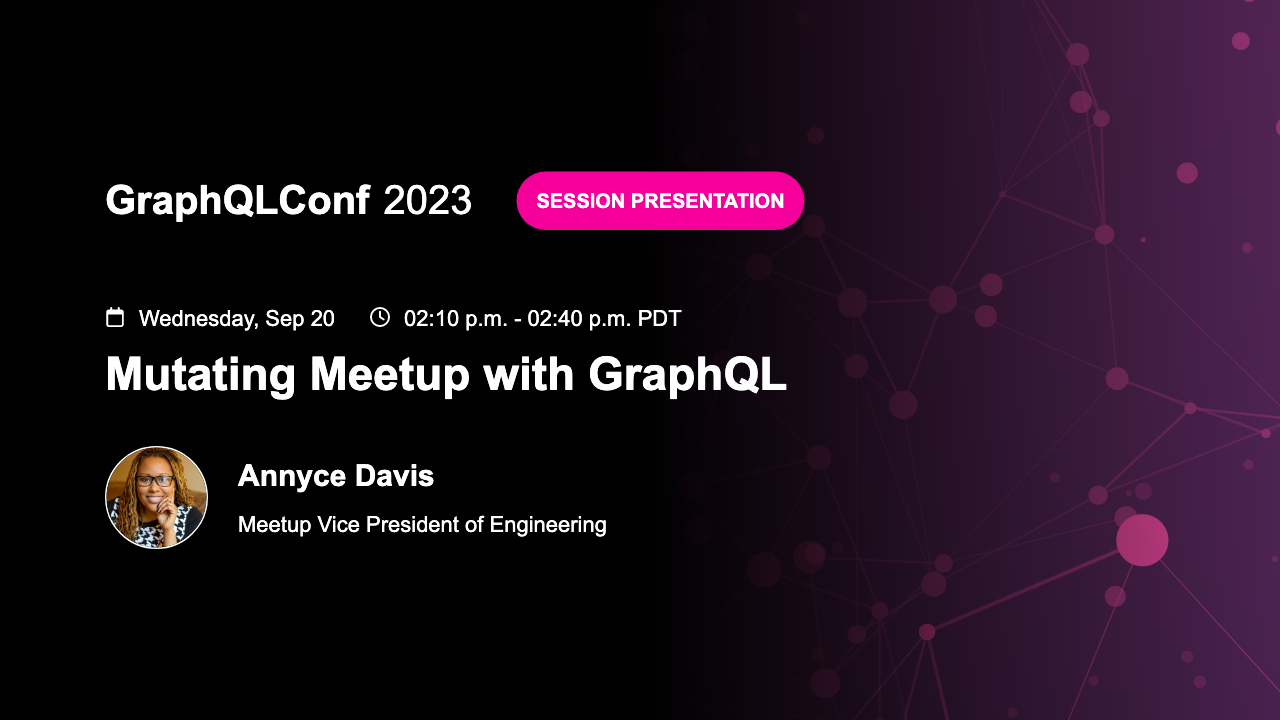 GraphQLConf 2023
SESSION PRESENTATION
Wednesday, Sep 20 02:10 p.m. - 02:40 p.m. PDT
Mutating Meetup with GraphQL
Annyce Davis
Meetup Vice President of Engineering